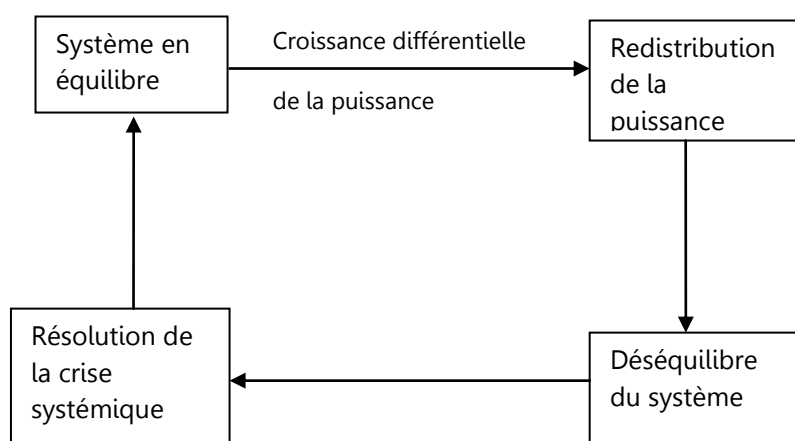 Système en
équilibre
Croissance différentielle
de la puissance
Redistribution
de la
puissance
Résolution de
la crise
systémique
Déséquilibre
du système